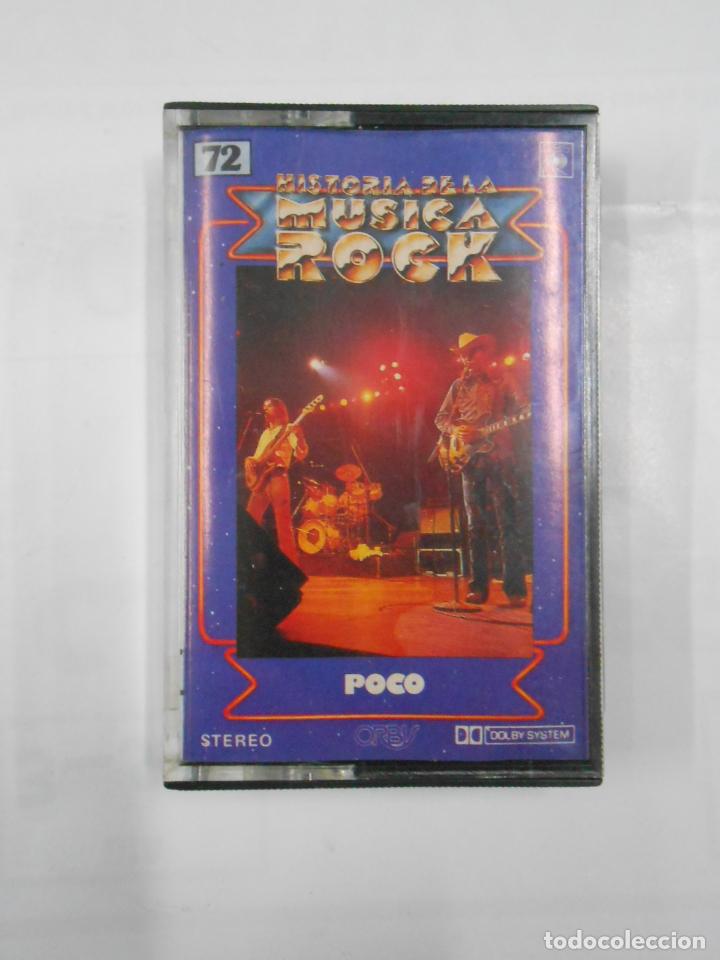 72
HISTORIA DE LA
MUSICA
ROCK
POCO
STEREO
ORBIS
DOLBY SYSTEM
todocoleccion